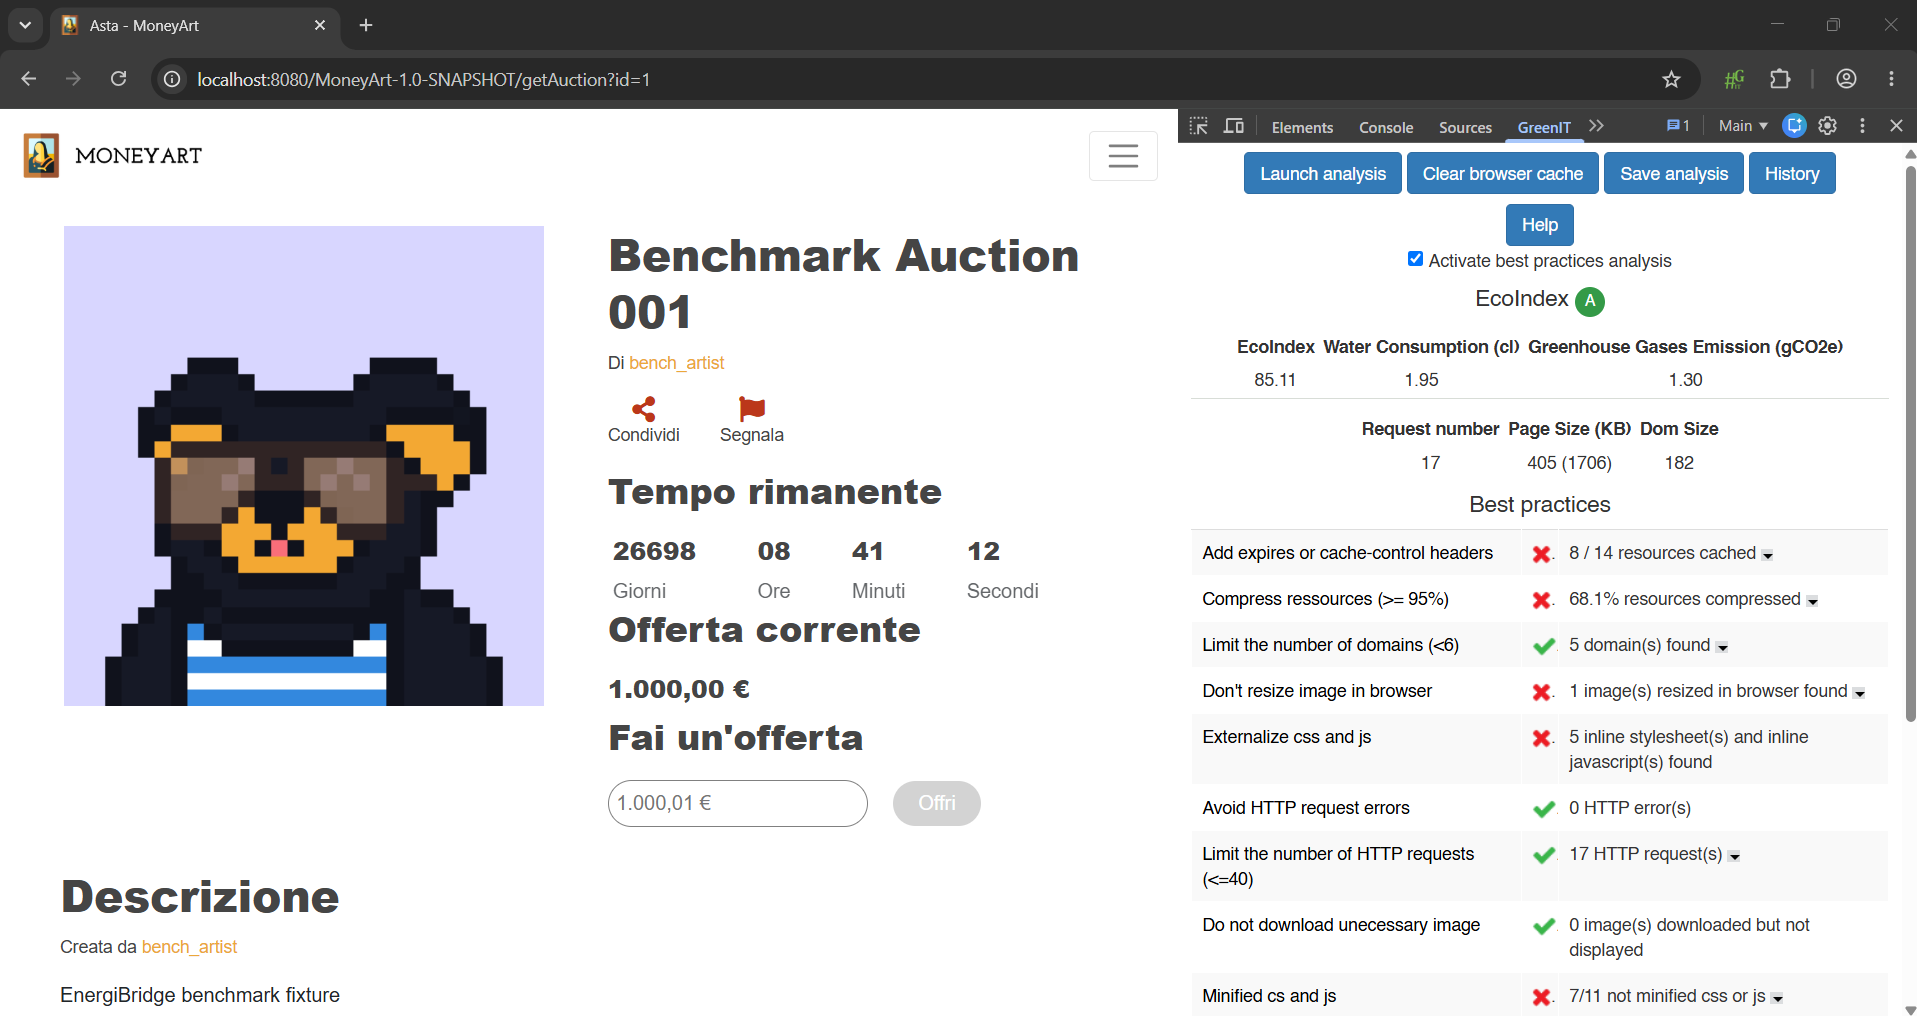 Asta - MoneyArt
localhost:8080/MoneyArt-1.0-SNAPSHOT/getAuction?id=1
MONEYART
Benchmark Auction
001
Di bench_artist
Condividi Segnala
Tempo rimanente
26698 08 41 12
Giorni Ore Minuti Secondi
Offerta corrente
1.000,00 €
Fai un'offerta
1.000,01 € Offri
Descrizione
Creata da bench_artist
EnergiBridge benchmark fixture
Elements Console Sources GreenIT 1 Main
Launch analysis Clear browser cache Save analysis History
Help
Activate best practices analysis
EcoIndex A
EcoIndex Water Consumption (cl) Greenhouse Gases Emission (gCO2e)
85.11 1.95 1.30
Request number Page Size (KB) Dom Size
17 405 (1706) 182
Best practices
Add expires or cache-control headers 8 / 14 resources cached
Compress ressources (>= 95%) 68.1% resources compressed
Limit the number of domains (<6) 5 domain(s) found
Don't resize image in browser 1 image(s) resized in browser found
Externalize css and js 5 inline stylesheet(s) and inline
javascript(s) found
Avoid HTTP request errors 0 HTTP error(s)
Limit the number of HTTP requests 17 HTTP request(s)
(<=40)
Do not download unecessary image 0 image(s) downloaded but not
displayed
Minified cs and js 7/11 not minified css or js